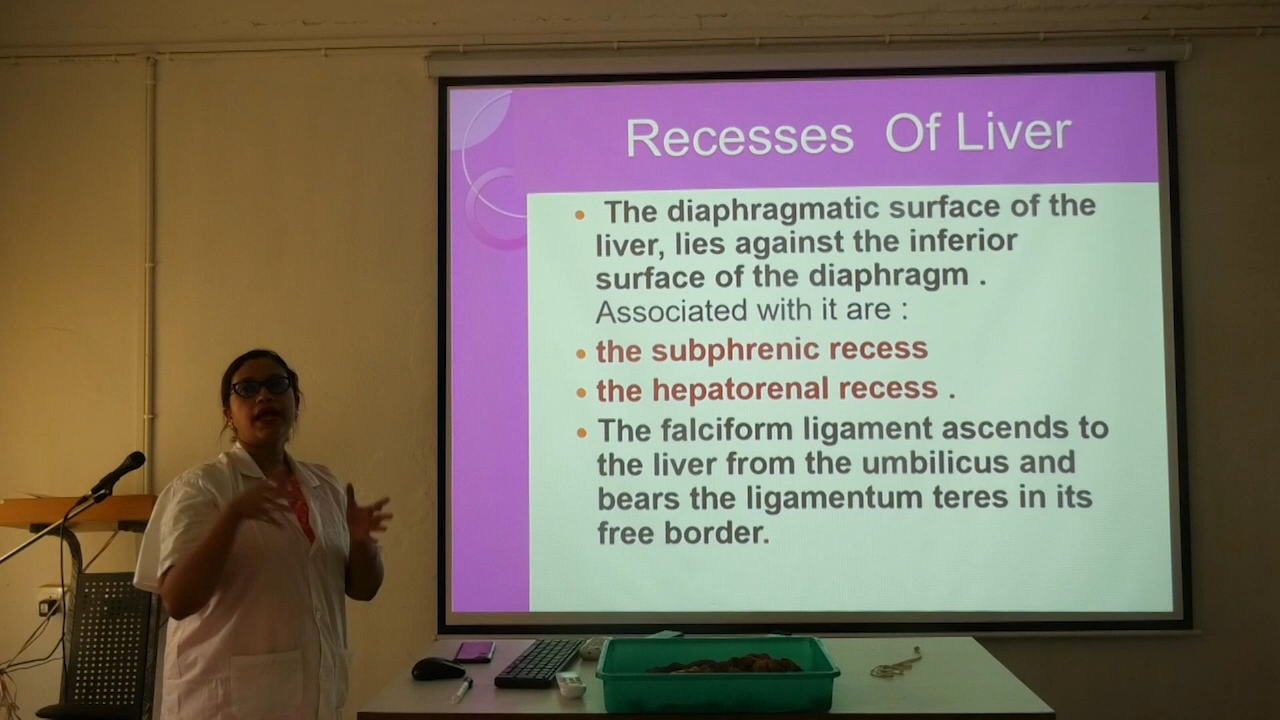 Recesses Of Liver
• The diaphragmatic surface of the
liver, lies against the inferior
surface of the diaphragm .
Associated with it are :
• the subphrenic recess
• the hepatorenal recess .
• The falciform ligament ascends to
the liver from the umbilicus and
bears the ligamentum teres in its
free border.